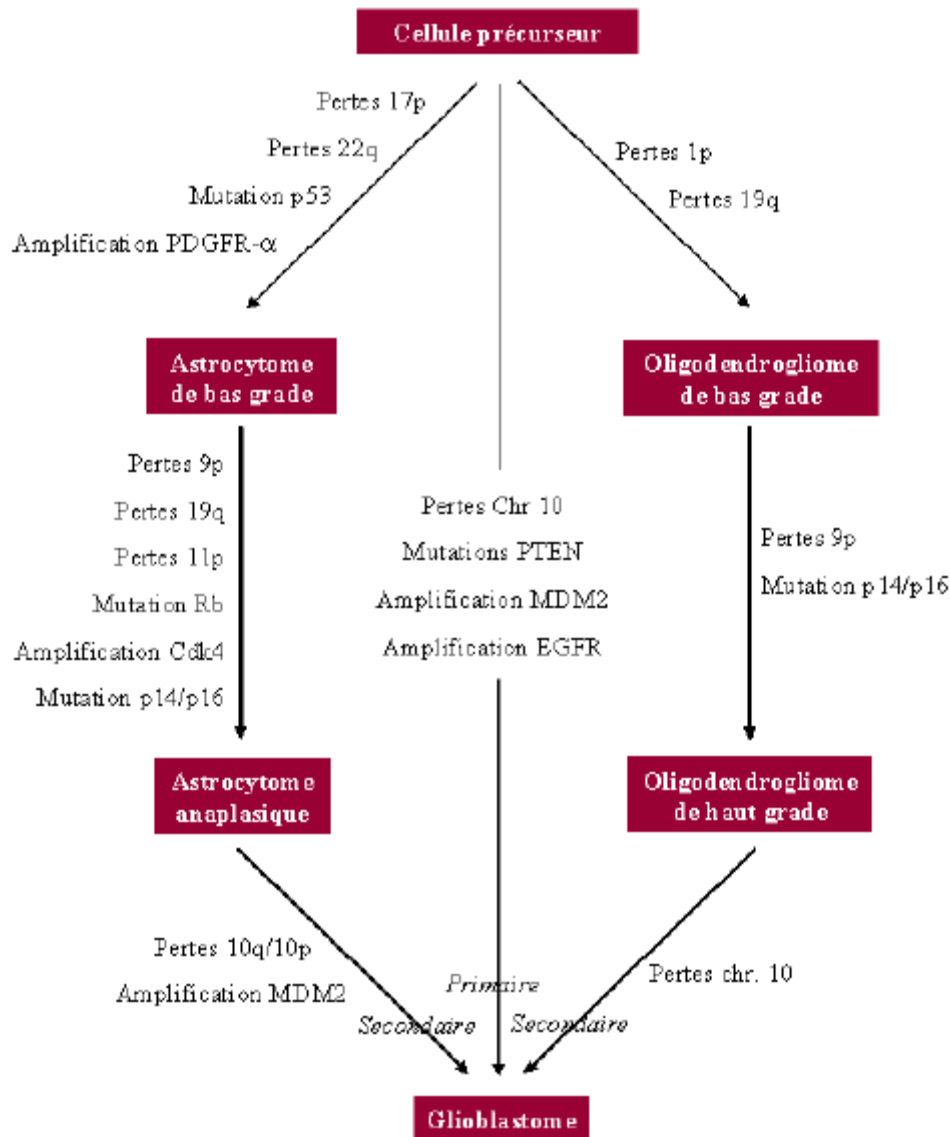 Cellule précurseur
Pertes 17p
Pertes 22q
Mutation p53
Amplification PDGFR-α
Pertes 1p
Pertes 19q
Astrocytome
de bas grade
Oligodendrogliome
de bas grade
Pertes 9p
Pertes 19q
Pertes 11p
Mutation Rb
Amplification Cdk4
Mutation p14/p16
Pertes Chr 10
Mutations PTEN
Amplification MDM2
Amplification EGFR
Pertes 9p
Mutation p14/p16
Astrocytome
anaplasique
Oligodendrogliome
de haut grade
Pertes 10q/10p
Amplification MDM2
Primaire
Secondaire
Secondaire
Pertes chr. 10
Glioblastome